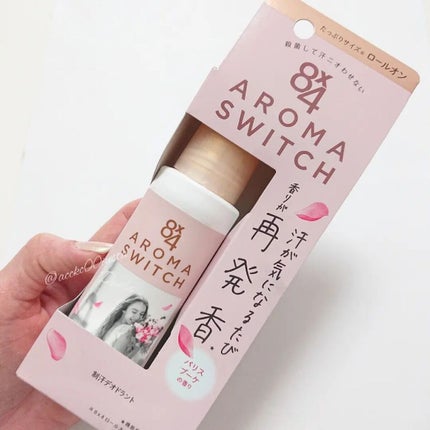 たっぷりサイズ※ ロールオン
殺菌して汗ニオわせない
8x4
AROMA
SWITCH
汗が気になるたび
香りが
再発香※
パリス
ブーケ
の香り
8x4
AROMA
SWITCH
制汗デオドラント